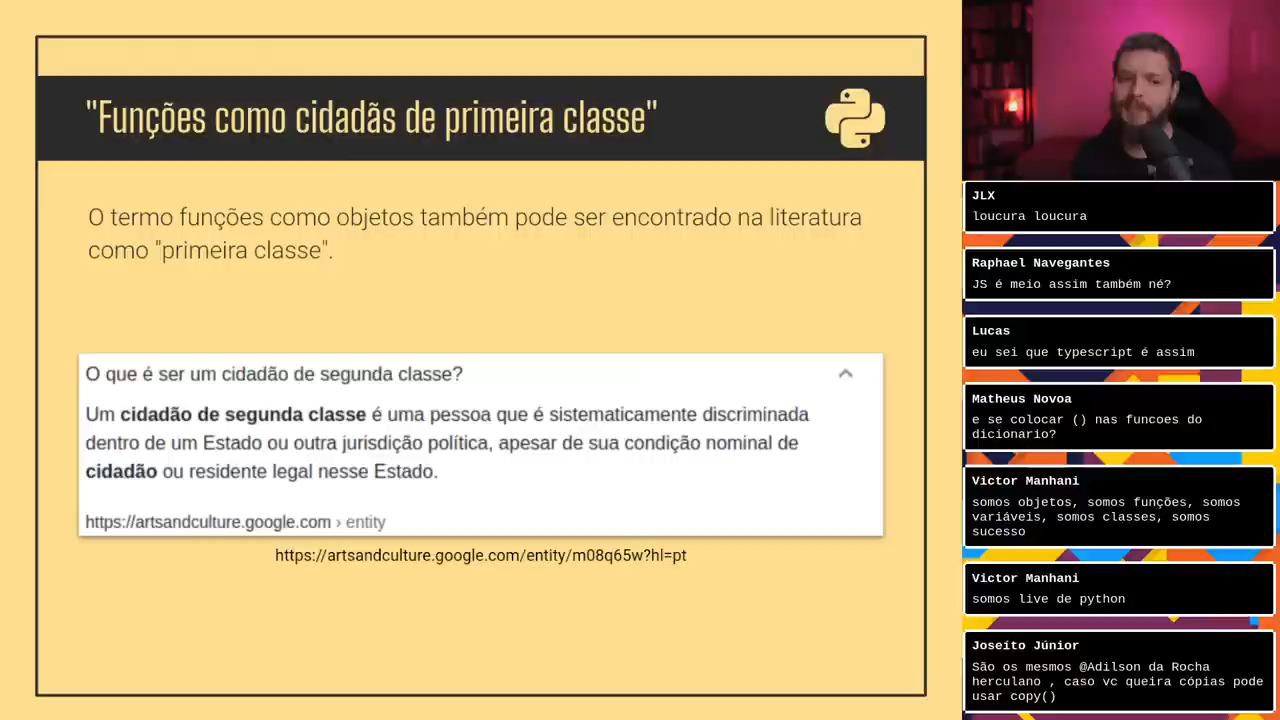 "Funções como cidadãs de primeira classe"
O termo funções como objetos também pode ser encontrado na literatura
como "primeira classe".
O que é ser um cidadão de segunda classe?
Um cidadão de segunda classe é uma pessoa que é sistematicamente discriminada
dentro de um Estado ou outra jurisdição política, apesar de sua condição nominal de
cidadão ou residente legal nesse Estado.
https://artsandculture.google.com › entity
https://artsandculture.google.com/entity/m08q65w?hl=pt
JLX
loucura loucura
Raphael Navegantes
JS é meio assim também né?
Lucas
eu sei que typescript é assim
Matheus Novoa
e se colocar () nas funcoes do
dicionario?
Victor Manhani
somos objetos, somos funções, somos
variáveis, somos classes, somos
sucesso
Victor Manhani
somos live de python
Joseíto Júnior
São os mesmos @Adilson da Rocha
herculano , caso vc queira cópias pode
usar copy()